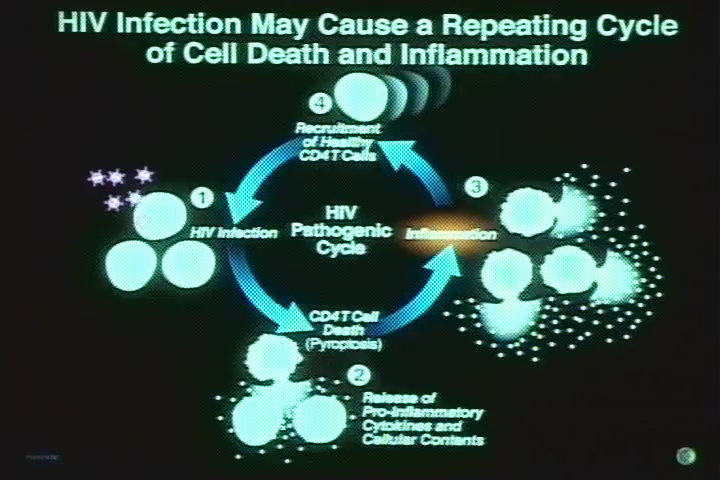 HIV Infection May Cause a Repeating Cycle
of Cell Death and Inflammation
4
Recruitment
of Healthy
CD4 T Cells
1
HIV Infection
HIV
Pathogenic
Cycle
3
Inflammation
CD4 T Cell
Death
(Pyroptosis)
2
Release of
Pro-Inflammatory
Cytokines and
Cellular Contents